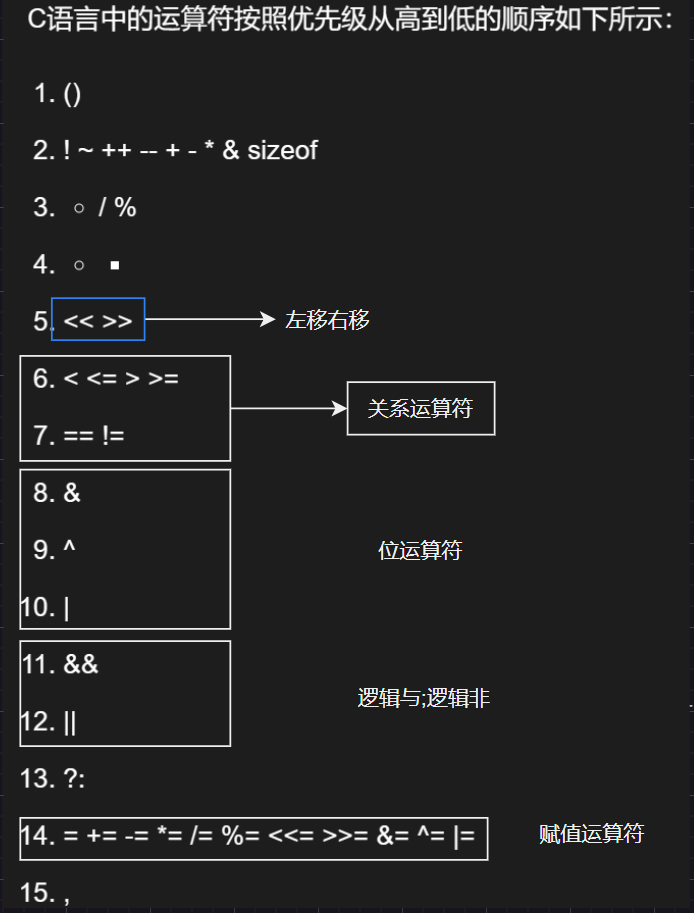 C语言中的运算符按照优先级从高到低的顺序如下所示：
1. ()
2. ! ~ ++ -- + - * & sizeof
3. ○ / %
4. ○ ■
5. << >>
左移右移
6. < <= > >=
关系运算符
7. == !=
8. &
9. ^
位运算符
10. |
11. &&
逻辑与;逻辑非
12. ||
13. ?:
14. = += -= *= /= %= <<= >>= &= ^= |=
赋值运算符
15. ,